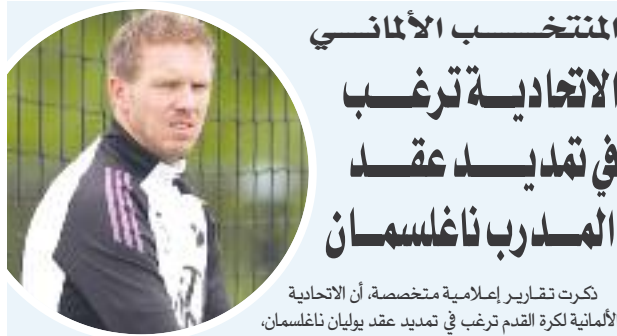 المنتخب الألماني
الاتحادية ترغب
في تمديد عقد
المدرب ناغلسمان
ذكرت تقارير إعلامية متخصصة، أن الاتحادية
الألمانية لكرة القدم ترغب في تمديد عقد يوليان ناغلسمان،